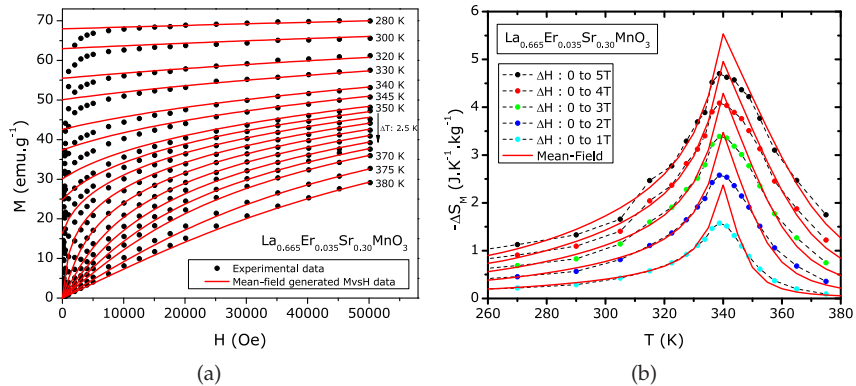 M (emu.g⁻¹)
70
60
50
40
30
20
10
0
280 K
300 K
320 K
330 K
340 K
345 K
350 K
ΔT: 2.5 K
370 K
375 K
380 K
La₀.₆₆₅Er₀.₀₃₅Sr₀.₃₀MnO₃
Experimental data
Mean-field generated MvsH data
0 10000 20000 30000 40000 50000
H (Oe)
(a)
-ΔSM (J.K⁻¹.kg⁻¹)
6
5
4
3
2
1
0
La₀.₆₆₅Er₀.₀₃₅Sr₀.₃₀MnO₃
ΔH : 0 to 5T
ΔH : 0 to 4T
ΔH : 0 to 3T
ΔH : 0 to 2T
ΔH : 0 to 1T
Mean-Field
260 280 300 320 340 360 380
T (K)
(b)